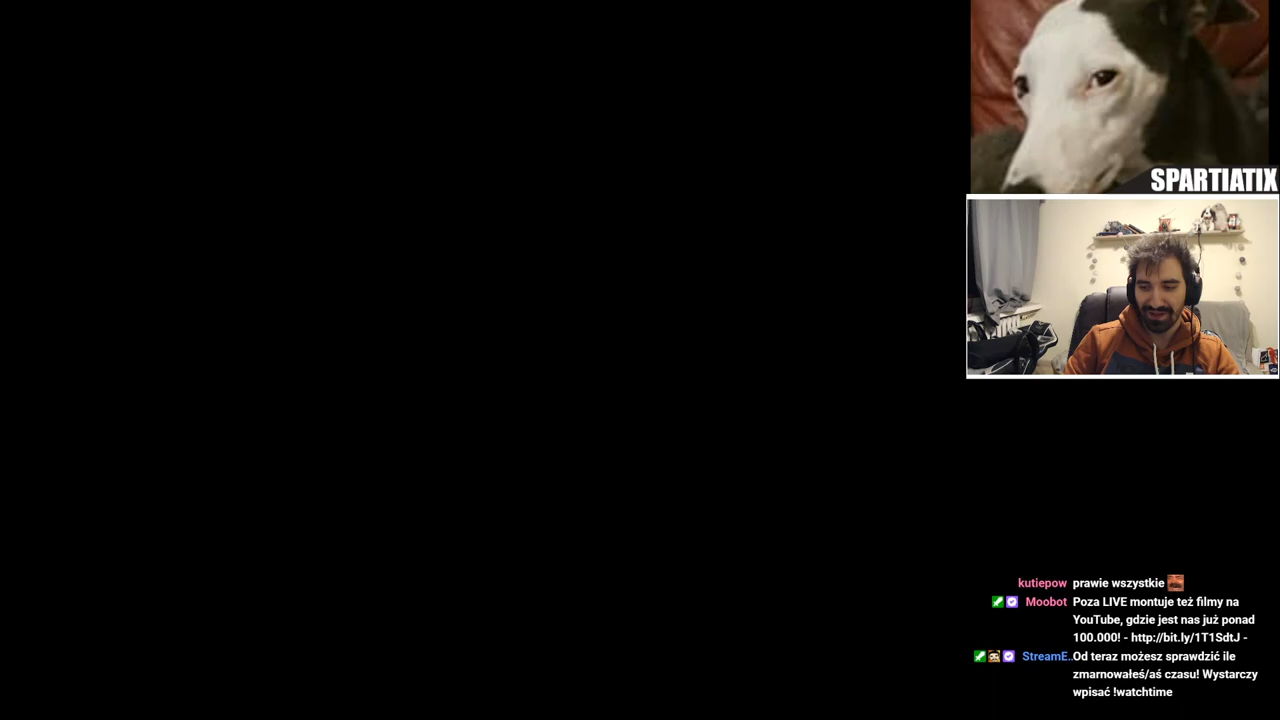 SPARTIATIX
kutiepow prawie wszystkie
Moobot Poza LIVE montuje też filmy na
YouTube, gdzie jest nas już ponad
100.000! - http://bit.ly/1T1SdtJ -
StreamE.. Od teraz możesz sprawdzić ile
zmarnowałeś/aś czasu! Wystarczy
wpisać !watchtime